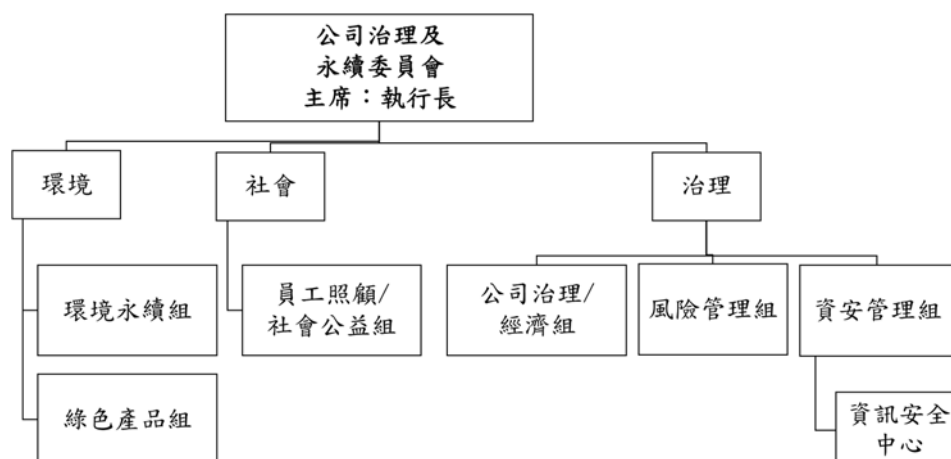 公司治理及
永續委員會
主席：執行長
環境
社會
治理
環境永續組
員工照顧/
社會公益組
公司治理/
經濟組
風險管理組
資安管理組
綠色產品組
資訊安全
中心